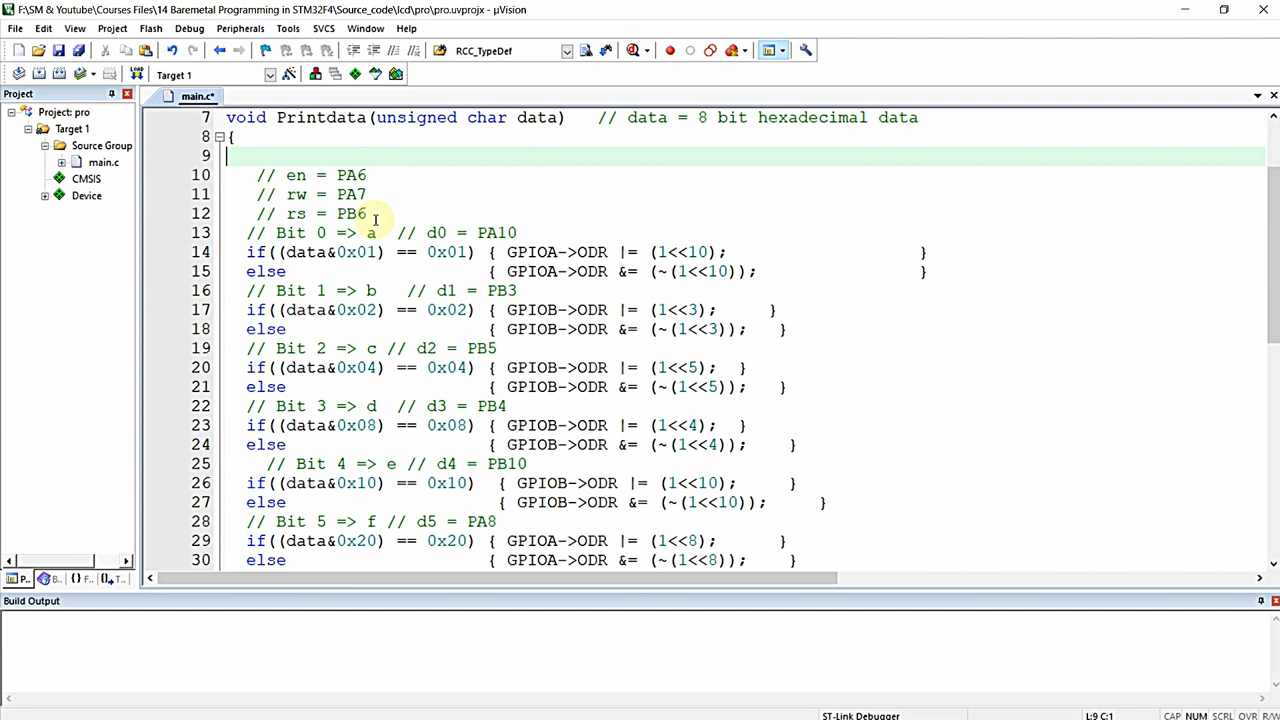 F:\SM & Youtube\Courses Files\14 Baremetal Programming in STM32F4\Source_code\lcd\pro\pro.uvprojx - µVision
File Edit View Project Flash Debug Peripherals Tools SVCS Window Help
RCC_TypeDef
LOAD Target 1
Project
main.c*
Project: pro
Target 1
Source Group
main.c
CMSIS
Device
7 void Printdata(unsigned char data) // data = 8 bit hexadecimal data
8 {
9
10 // en = PA6
11 // rw = PA7
12 // rs = PB6
13 // Bit 0 => a // d0 = PA10
14 if((data&0x01) == 0x01) { GPIOA->ODR |= (1<<10); }
15 else { GPIOA->ODR &= (~(1<<10)); }
16 // Bit 1 => b // d1 = PB3
17 if((data&0x02) == 0x02) { GPIOB->ODR |= (1<<3); }
18 else { GPIOB->ODR &= (~(1<<3)); }
19 // Bit 2 => c // d2 = PB5
20 if((data&0x04) == 0x04) { GPIOB->ODR |= (1<<5); }
21 else { GPIOB->ODR &= (~(1<<5)); }
22 // Bit 3 => d // d3 = PB4
23 if((data&0x08) == 0x08) { GPIOB->ODR |= (1<<4); }
24 else { GPIOB->ODR &= (~(1<<4)); }
25 // Bit 4 => e // d4 = PB10
26 if((data&0x10) == 0x10) { GPIOB->ODR |= (1<<10); }
27 else { GPIOB->ODR &= (~(1<<10)); }
28 // Bit 5 => f // d5 = PA8
29 if((data&0x20) == 0x20) { GPIOA->ODR |= (1<<8); }
30 else { GPIOA->ODR &= (~(1<<8)); }
P.. B.. {} F.. T..
Build Output
ST-Link Debugger L:9 C:1 CAP NUM SCRL OVR R/W